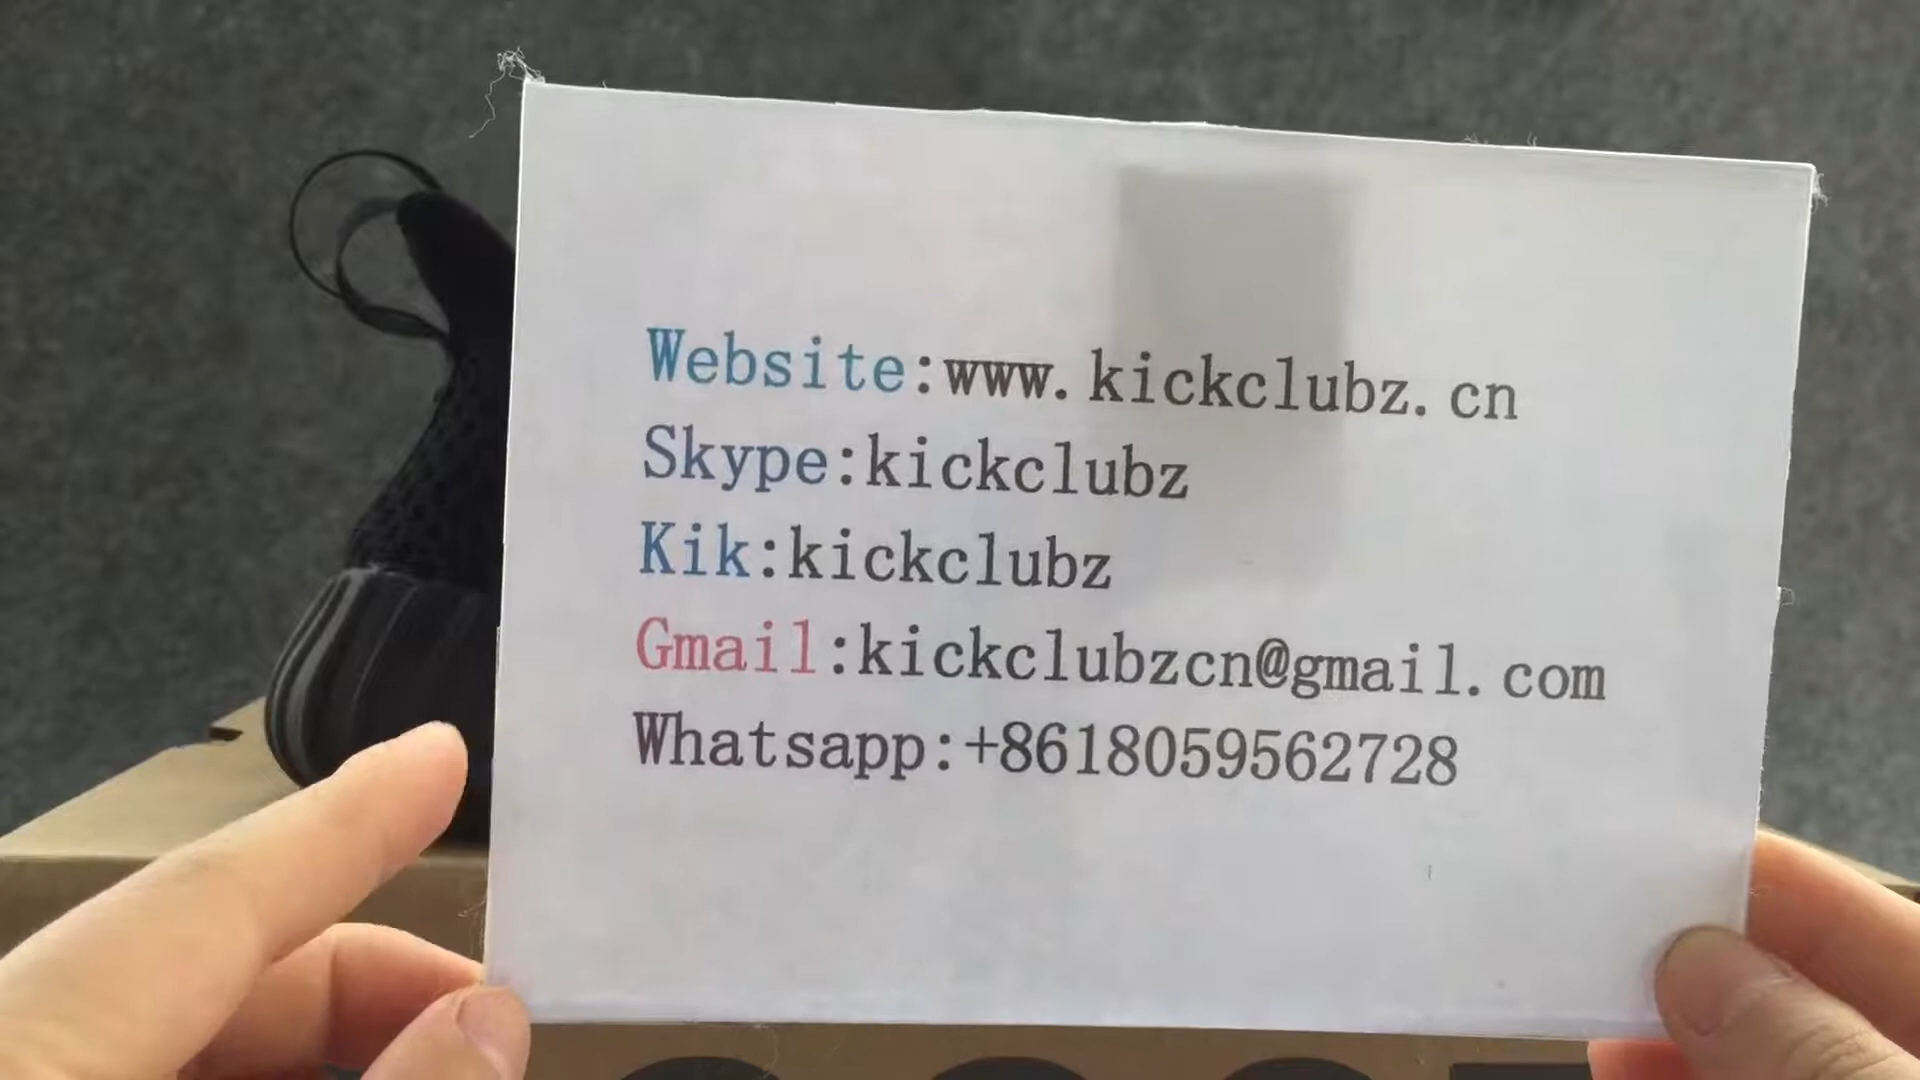 Website:www.kickclubz.cn
Skype:kickclubz
Kik:kickclubz
Gmail:kickclubzcn@gmail.com
Whatsapp:+8618059562728